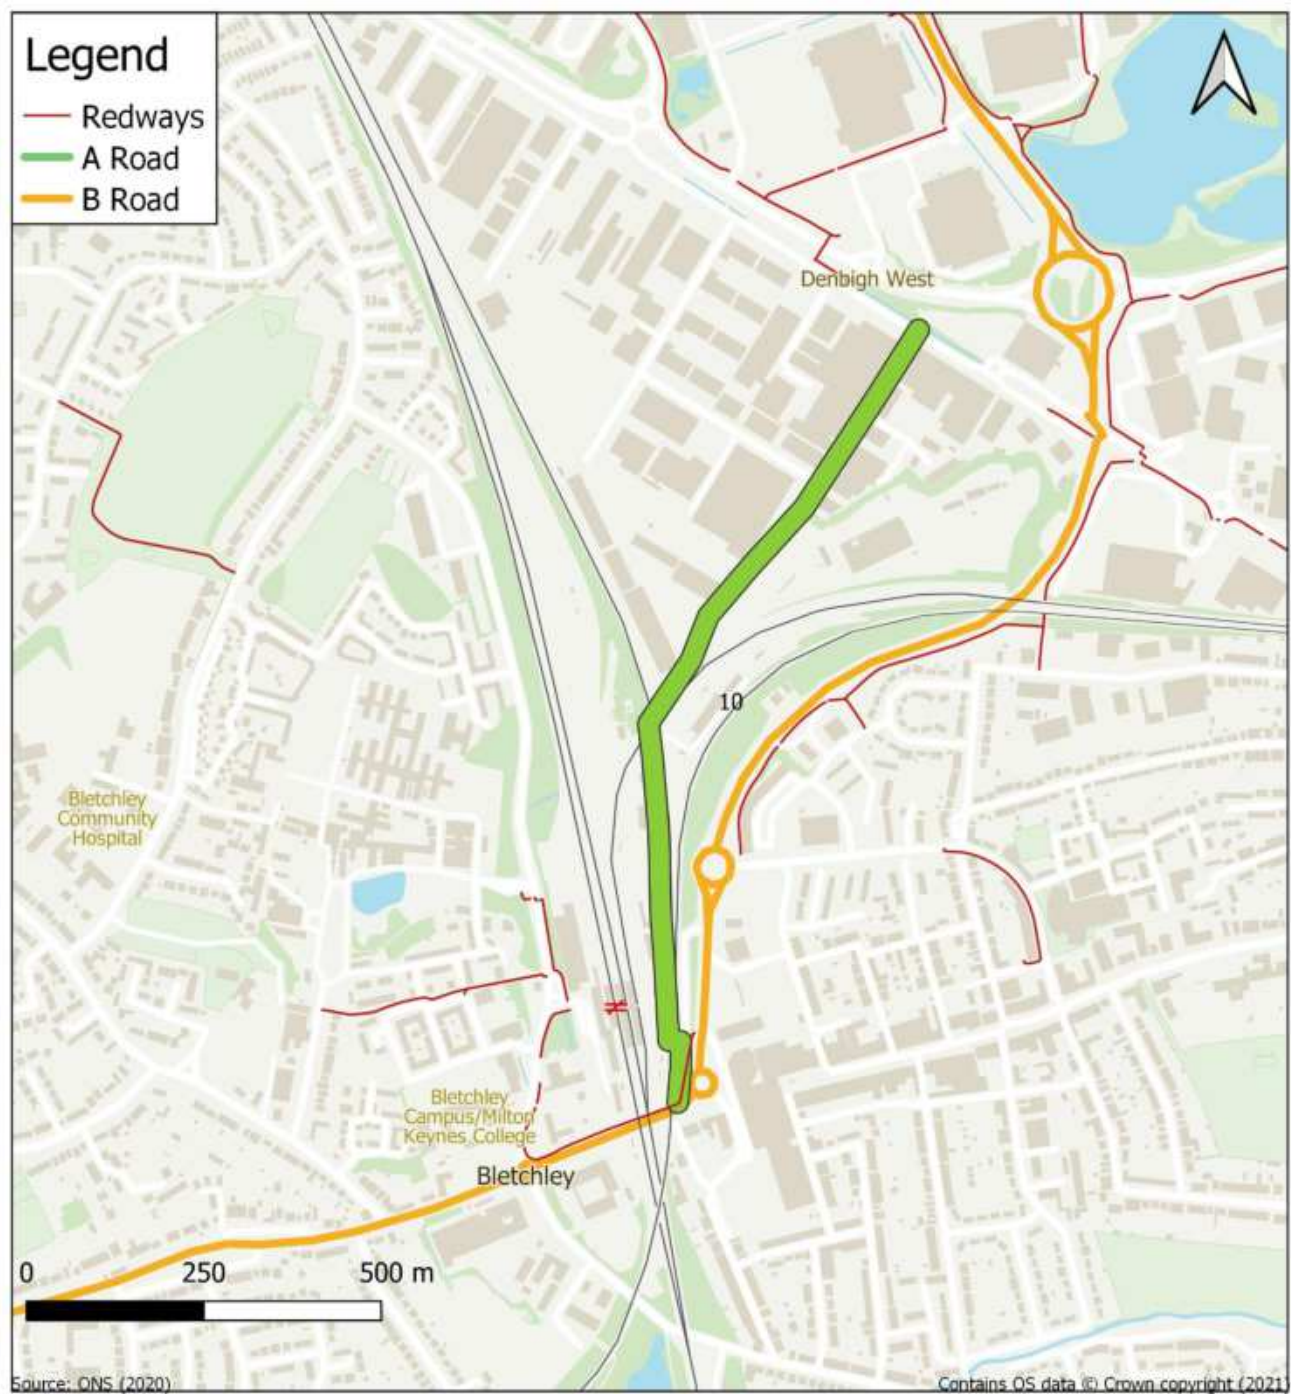 Legend
Redways
A Road
B Road
Denbigh West
10
Bletchley
Community
Hospital
Bletchley
Campus/Milton
Keynes College
Bletchley
0 250 500 m
Source: ONS (2020)
Contains OS data © Crown copyright (2021)